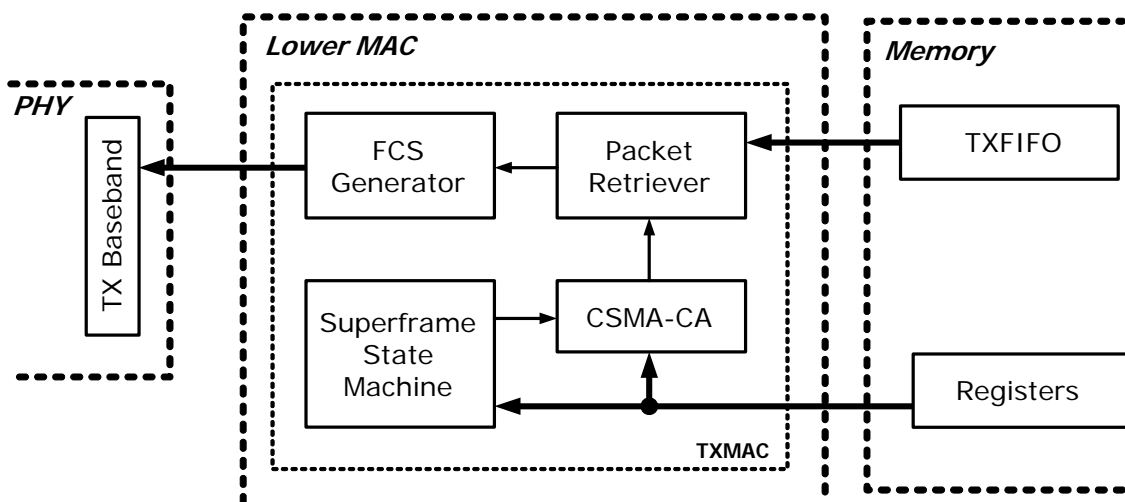 Lower MAC
Memory
PHY
TX Baseband
FCS
Generator
Packet
Retriever
TXFIFO
Superframe
State
Machine
CSMA-CA
Registers
TXMAC